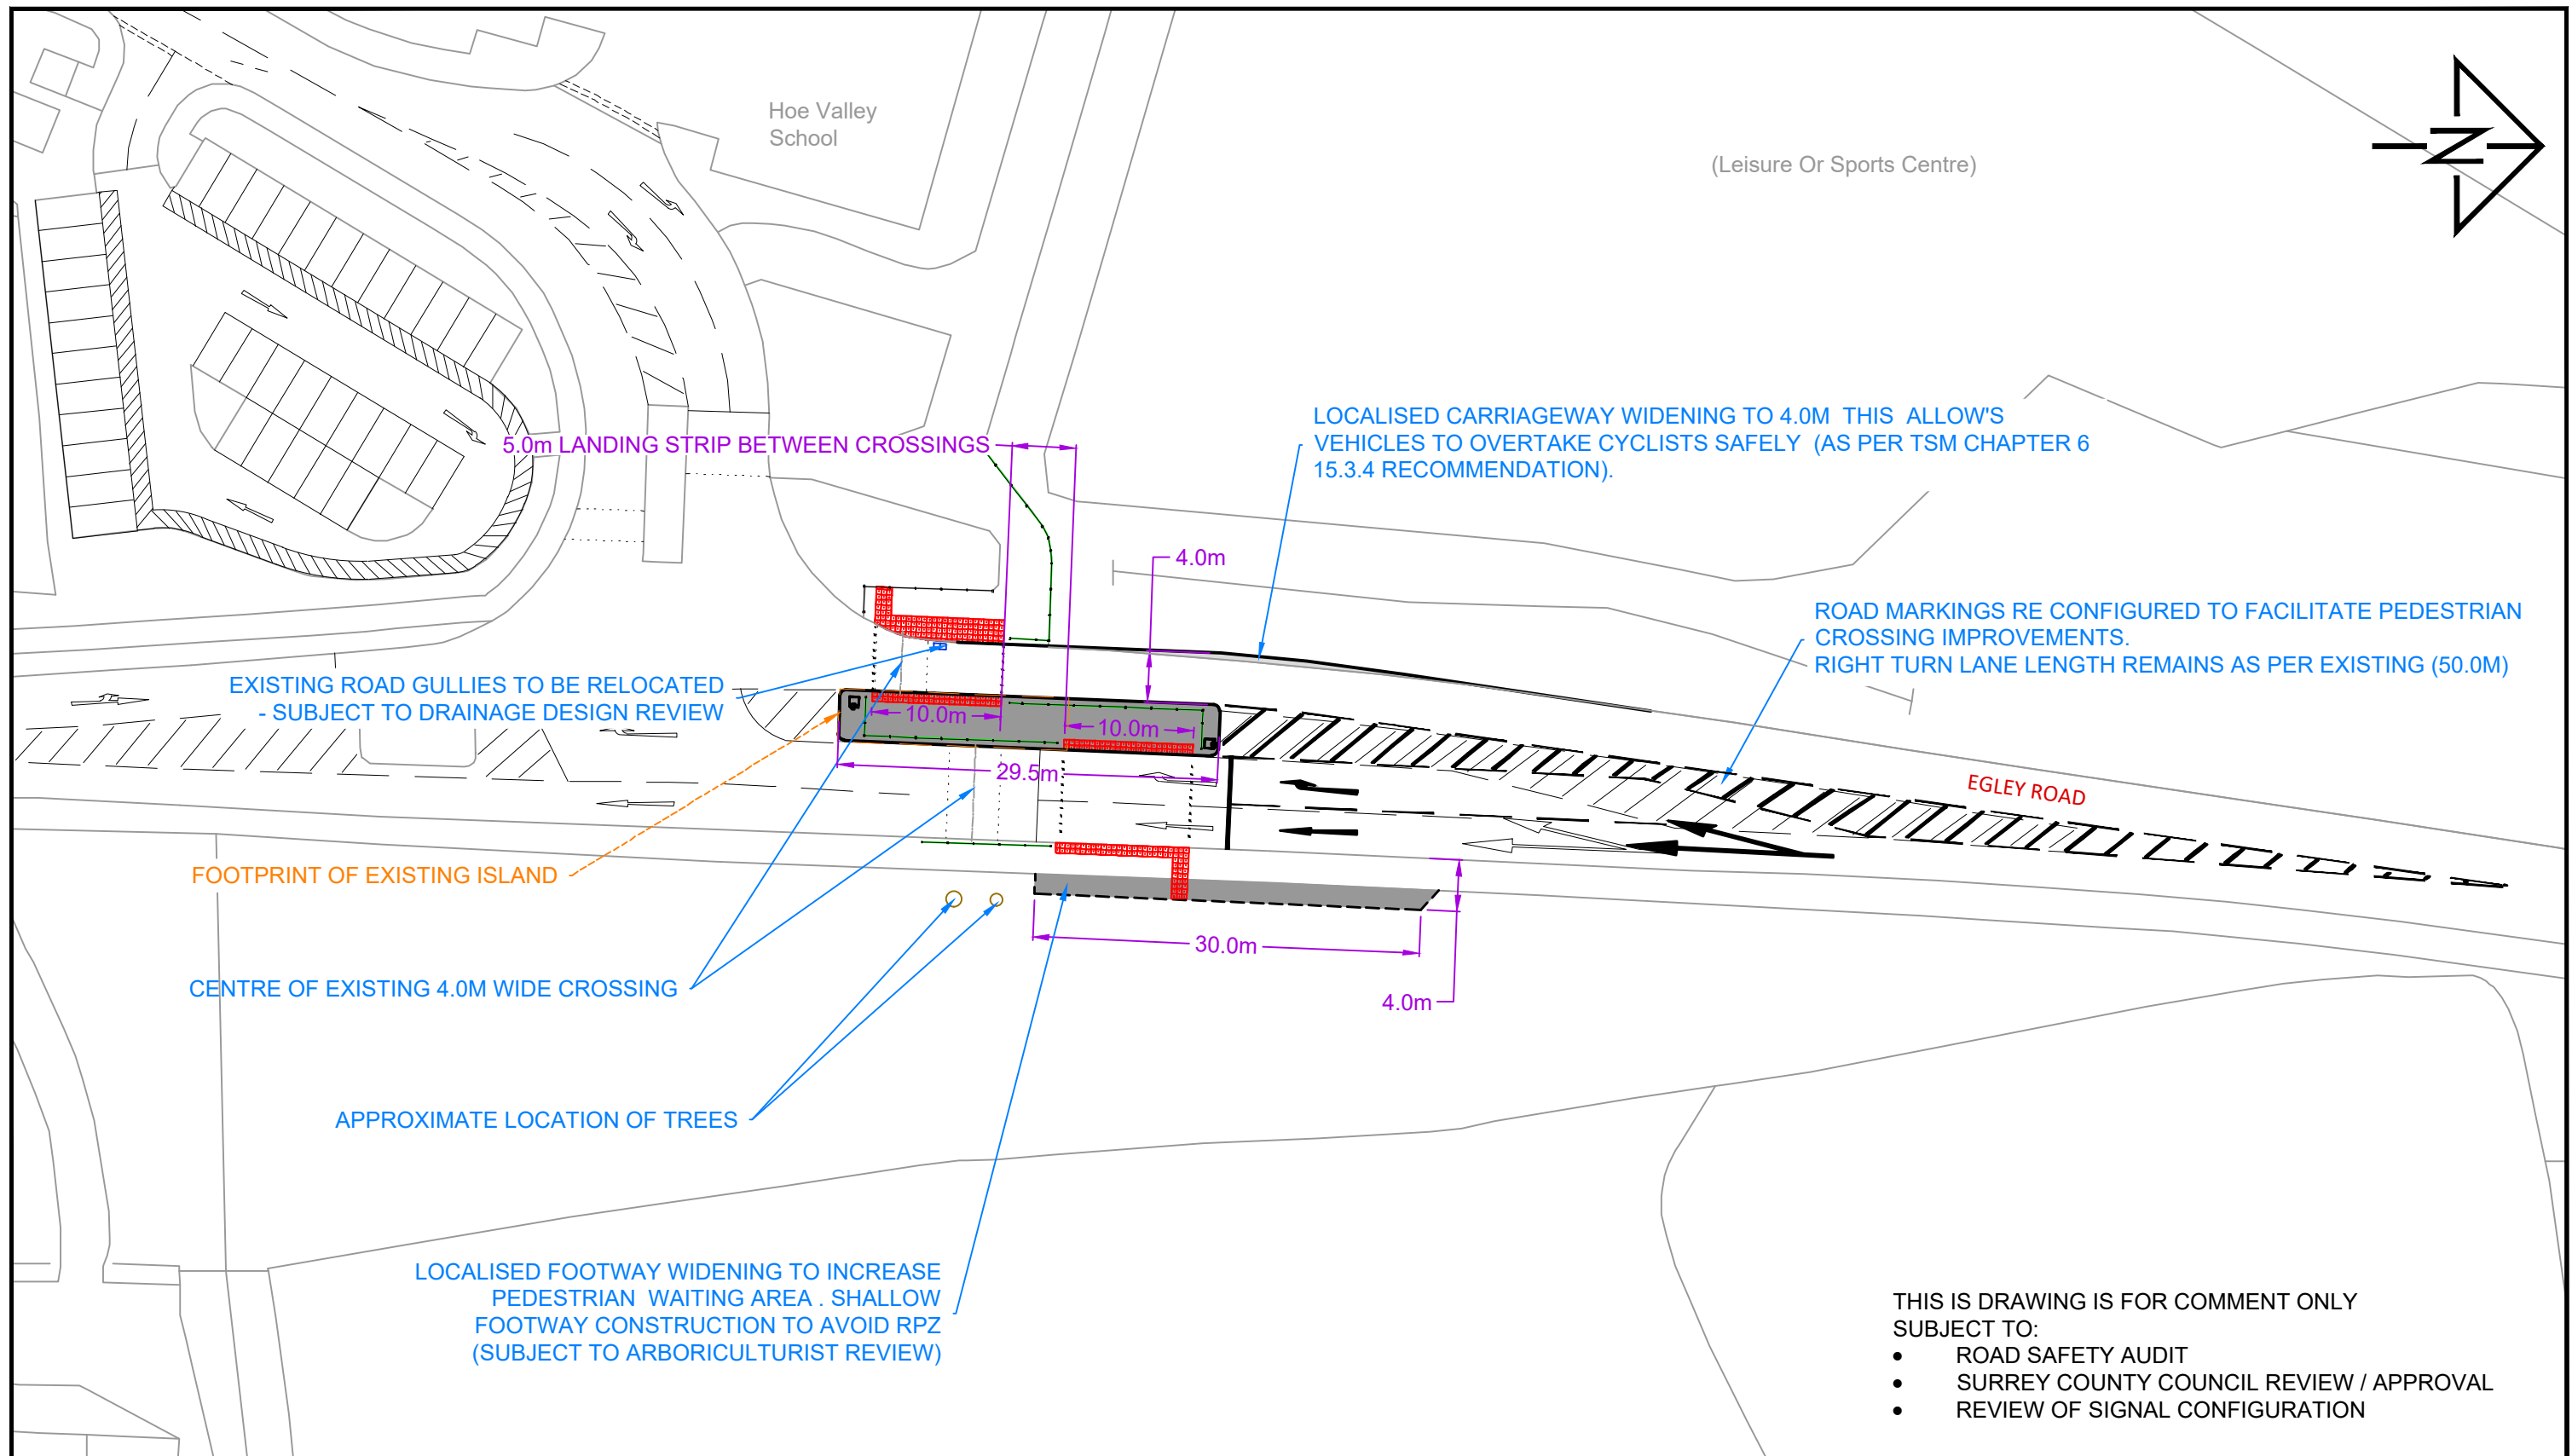 Hoe Valley
School
(Leisure Or Sports Centre)
N
LOCALISED CARRIAGEWAY WIDENING TO 4.0M THIS ALLOW'S
VEHICLES TO OVERTAKE CYCLISTS SAFELY (AS PER TSM CHAPTER 6
15.3.4 RECOMMENDATION).
5.0m LANDING STRIP BETWEEN CROSSINGS
4.0m
ROAD MARKINGS RE CONFIGURED TO FACILITATE PEDESTRIAN
CROSSING IMPROVEMENTS.
RIGHT TURN LANE LENGTH REMAINS AS PER EXISTING (50.0M)
EXISTING ROAD GULLIES TO BE RELOCATED
- SUBJECT TO DRAINAGE DESIGN REVIEW
10.0m
10.0m
29.5m
EGLEY ROAD
FOOTPRINT OF EXISTING ISLAND
30.0m
CENTRE OF EXISTING 4.0M WIDE CROSSING
4.0m
APPROXIMATE LOCATION OF TREES
LOCALISED FOOTWAY WIDENING TO INCREASE
PEDESTRIAN WAITING AREA . SHALLOW
FOOTWAY CONSTRUCTION TO AVOID RPZ
(SUBJECT TO ARBORICULTURIST REVIEW)
THIS IS DRAWING IS FOR COMMENT ONLY
SUBJECT TO:
• ROAD SAFETY AUDIT
• SURREY COUNTY COUNCIL REVIEW / APPROVAL
• REVIEW OF SIGNAL CONFIGURATION